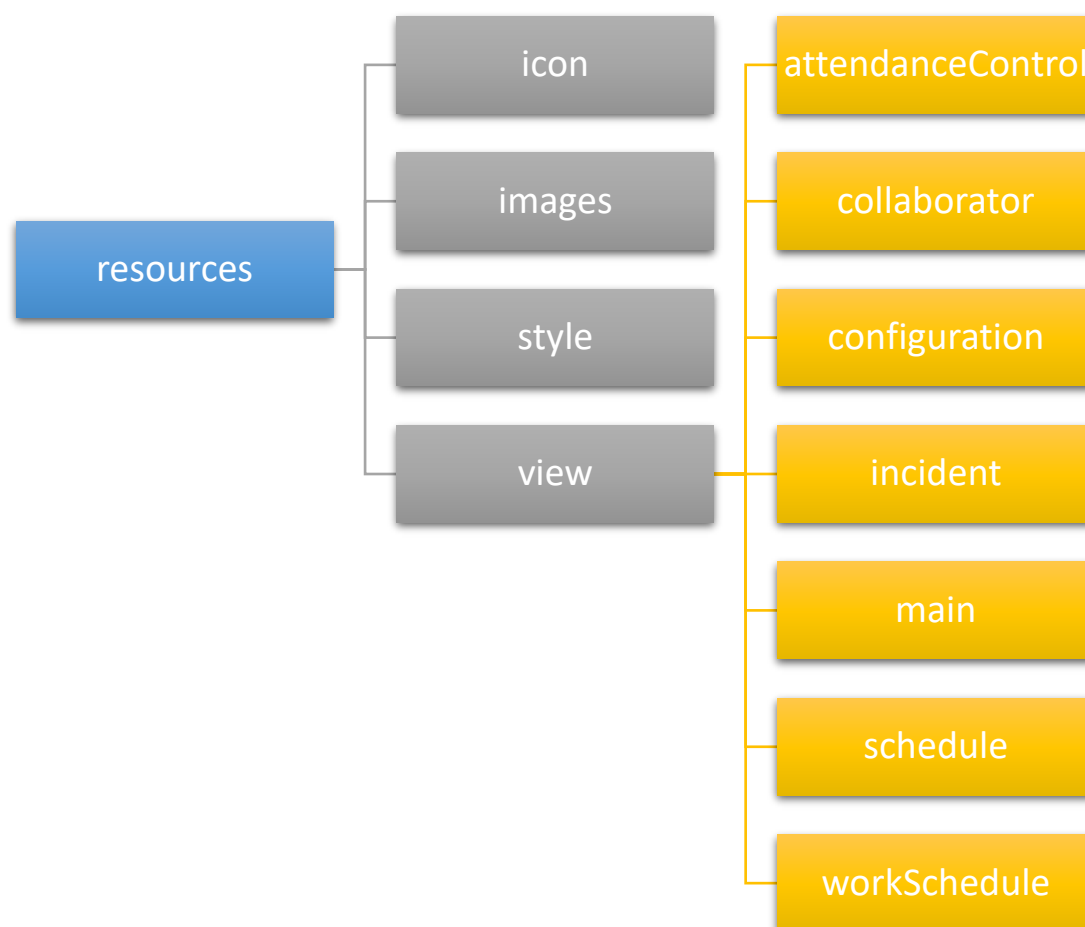 resources
icon
images
style
view
attendanceControl
collaborator
configuration
incident
main
schedule
workSchedule